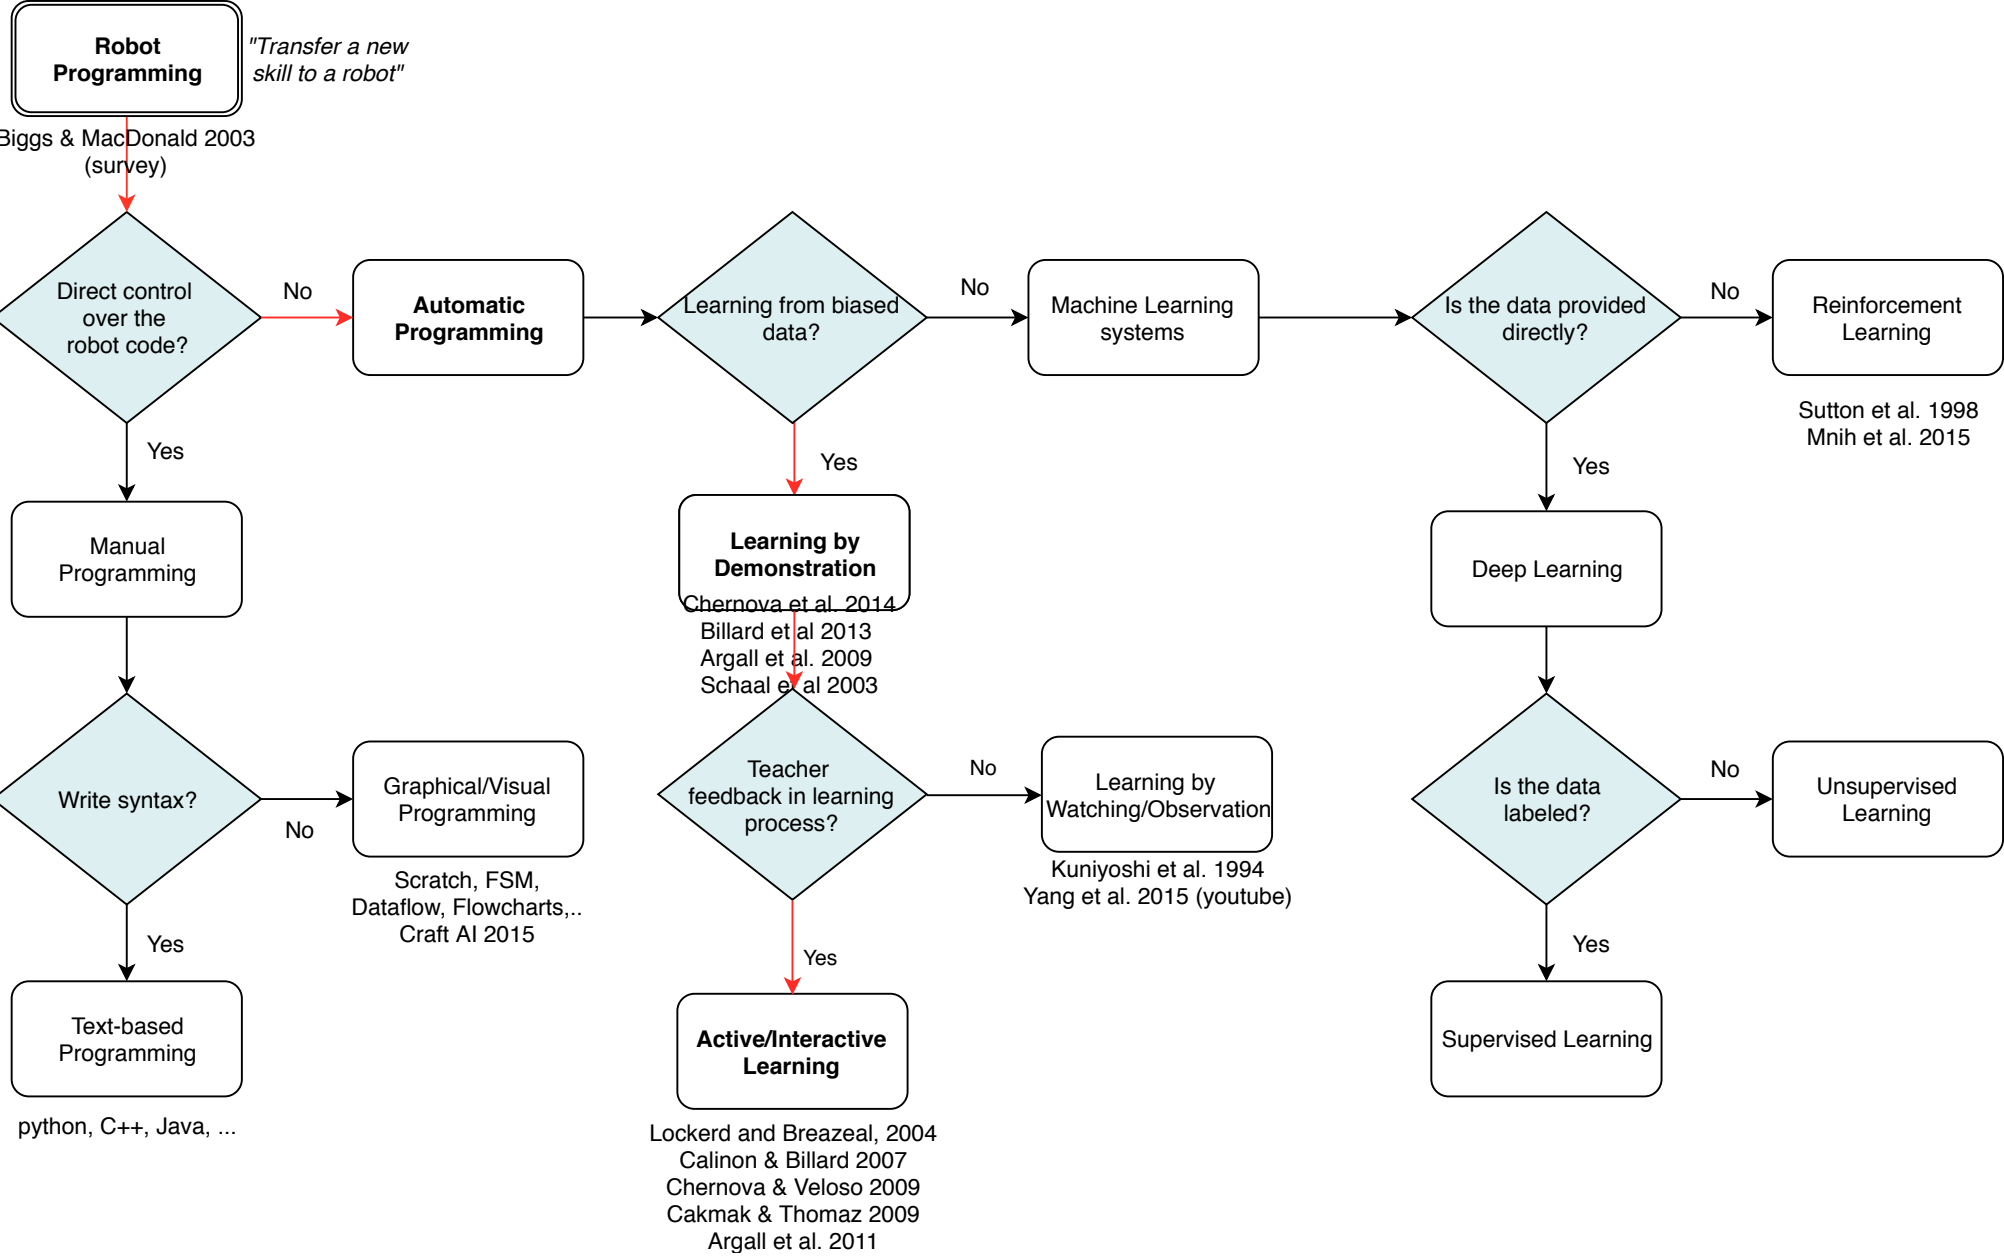 Robot
Programming
"Transfer a new
skill to a robot"
Biggs & MacDonald 2003
(survey)
Direct control
over the
robot code?
No
Automatic
Programming
Learning from biased
data?
No
Machine Learning
systems
Is the data provided
directly?
No
Reinforcement
Learning
Sutton et al. 1998
Mnih et al. 2015
Yes
Manual
Programming
Yes
Learning by
Demonstration
Chernova et al. 2014
Billard et al 2013
Argall et al. 2009
Schaal et al 2003
Yes
Deep Learning
Write syntax?
No
Graphical/Visual
Programming
Scratch, FSM,
Dataflow, Flowcharts,..
Craft AI 2015
Teacher
feedback in learning
process?
No
Learning by
Watching/Observation
Kuniyoshi et al. 1994
Yang et al. 2015 (youtube)
Is the data
labeled?
No
Unsupervised
Learning
Yes
Text-based
Programming
python, C++, Java, ...
Yes
Active/Interactive
Learning
Lockerd and Breazeal, 2004
Calinon & Billard 2007
Chernova & Veloso 2009
Cakmak & Thomaz 2009
Argall et al. 2011
Yes
Supervised Learning